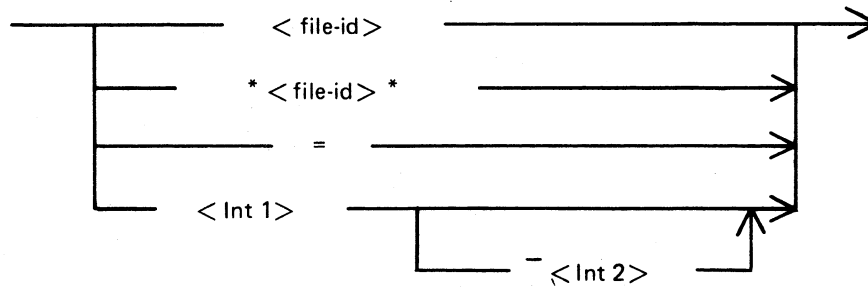 <file-id>
* <file-id> *
=
<Int 1>
– <Int 2>